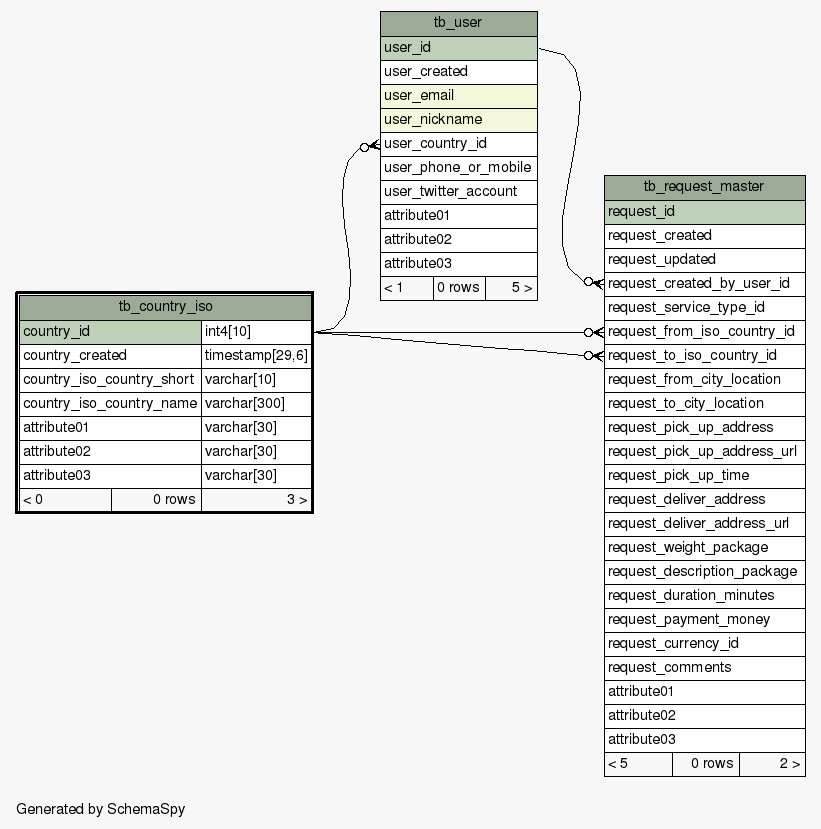 tb_user
user_id
user_created
user_email
user_nickname
user_country_id
user_phone_or_mobile
user_twitter_account
attribute01
attribute02
attribute03
< 1 0 rows 5 >
tb_country_iso
country_id int4[10]
country_created timestamp[29,6]
country_iso_country_short varchar[10]
country_iso_country_name varchar[300]
attribute01 varchar[30]
attribute02 varchar[30]
attribute03 varchar[30]
< 0 0 rows 3 >
tb_request_master
request_id
request_created
request_updated
request_created_by_user_id
request_service_type_id
request_from_iso_country_id
request_to_iso_country_id
request_from_city_location
request_to_city_location
request_pick_up_address
request_pick_up_address_url
request_pick_up_time
request_deliver_address
request_deliver_address_url
request_weight_package
request_description_package
request_duration_minutes
request_payment_money
request_currency_id
request_comments
attribute01
attribute02
attribute03
< 5 0 rows 2 >
Generated by SchemaSpy